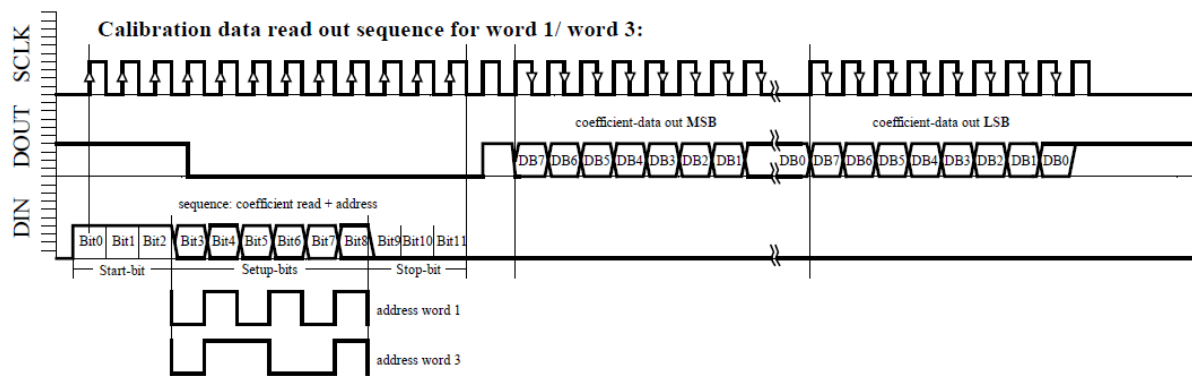 Calibration data read out sequence for word 1/ word 3:
SCLK
coefficient-data out MSB
coefficient-data out LSB
DOUT
DB7 DB6 DB5 DB4 DB3 DB2 DB1 DB0 DB7 DB6 DB5 DB4 DB3 DB2 DB1 DB0
sequence: coefficient read + address
DIN
Bit0 Bit1 Bit2 Bit3 Bit4 Bit5 Bit6 Bit7 Bit8 Bit9 Bit10 Bit11
Start-bit Setup-bits Stop-bit
address word 1
address word 3